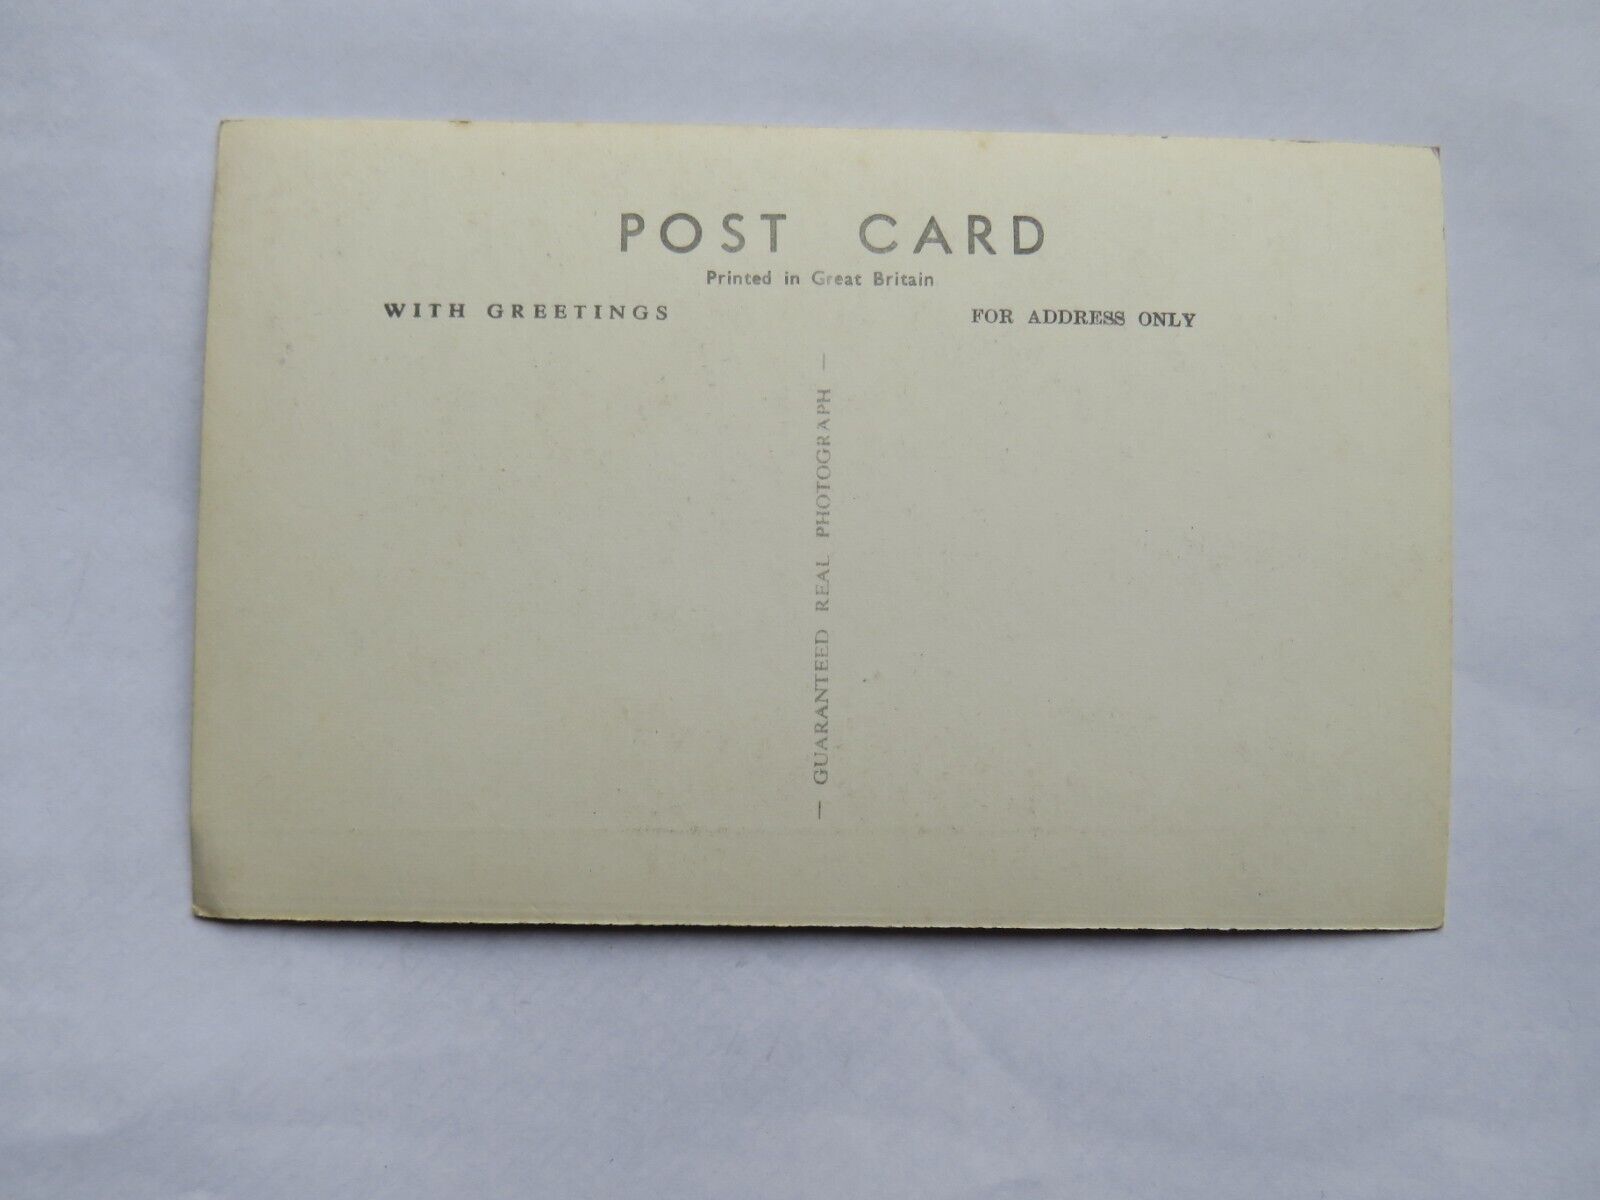 POST CARD
Printed in Great Britain
WITH GREETINGS
FOR ADDRESS ONLY
— GUARANTEED REAL PHOTOGRAPH —